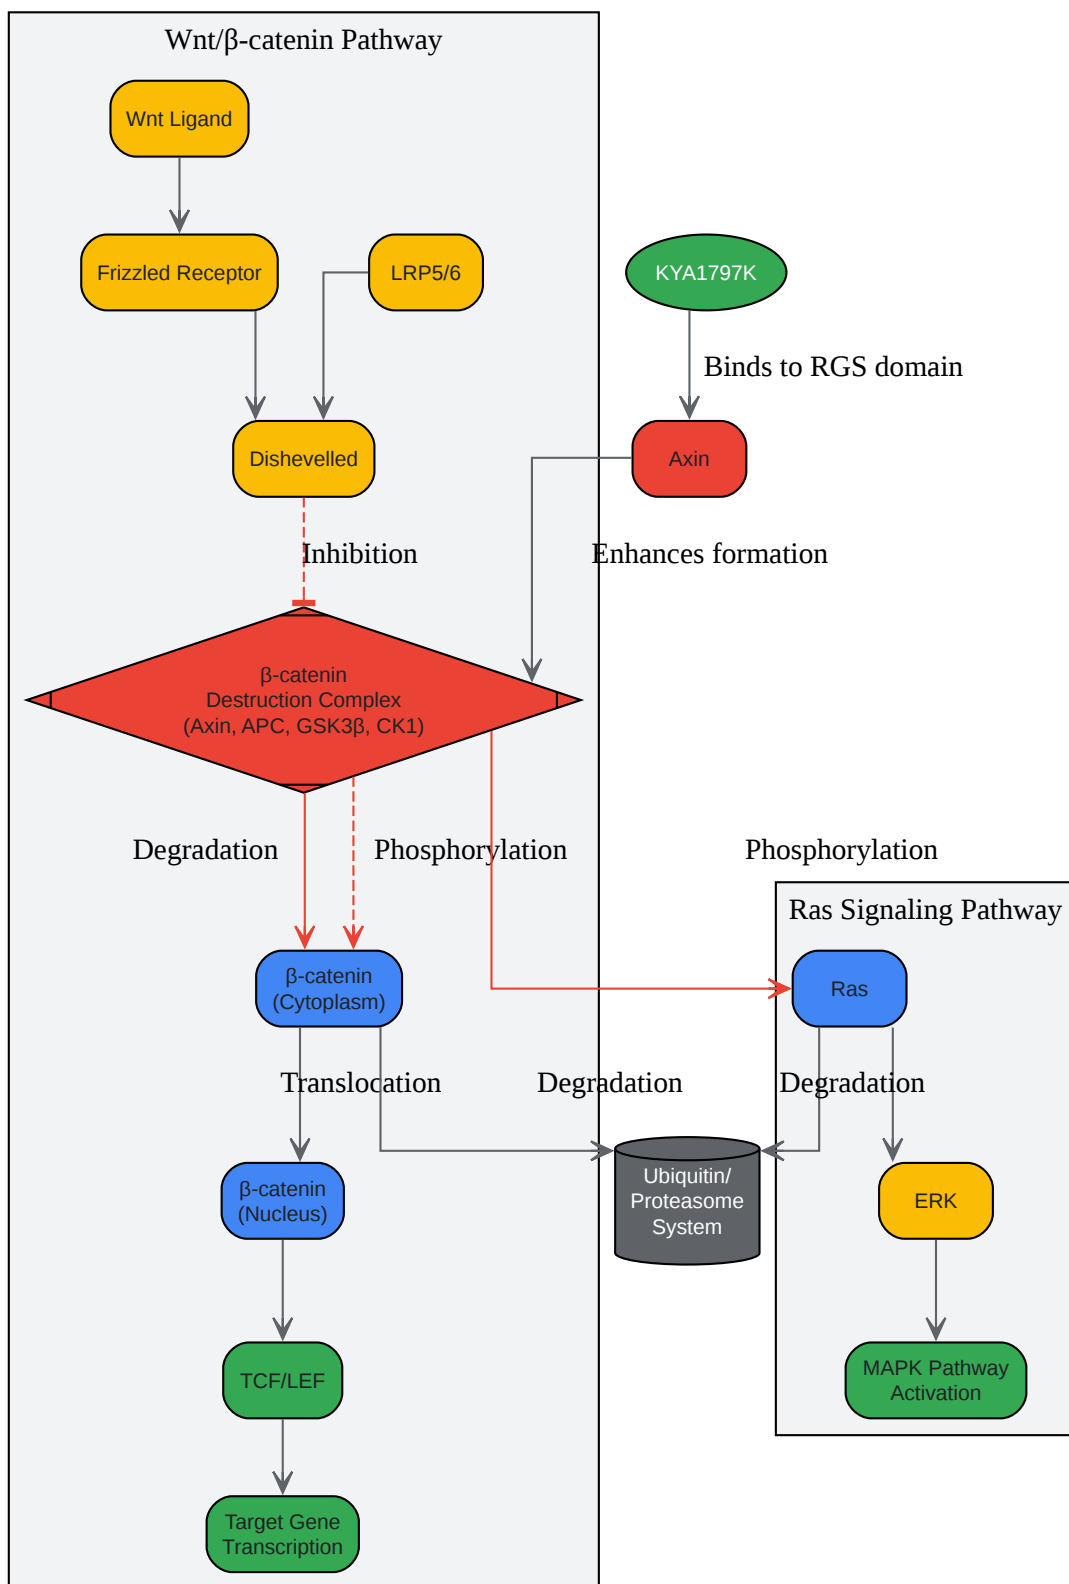 Wnt/β-catenin Pathway
Wnt Ligand
Frizzled Receptor
LRP5/6
KYA1797K
Binds to RGS domain
Dishevelled
Axin
Inhibition
Enhances formation
β-catenin
Destruction Complex
(Axin, APC, GSK3β, CK1)
Degradation
Phosphorylation
Phosphorylation
Ras Signaling Pathway
β-catenin
(Cytoplasm)
Ras
Translocation
Degradation
Degradation
β-catenin
(Nucleus)
Ubiquitin/
Proteasome
System
ERK
TCF/LEF
MAPK Pathway
Activation
Target Gene
Transcription